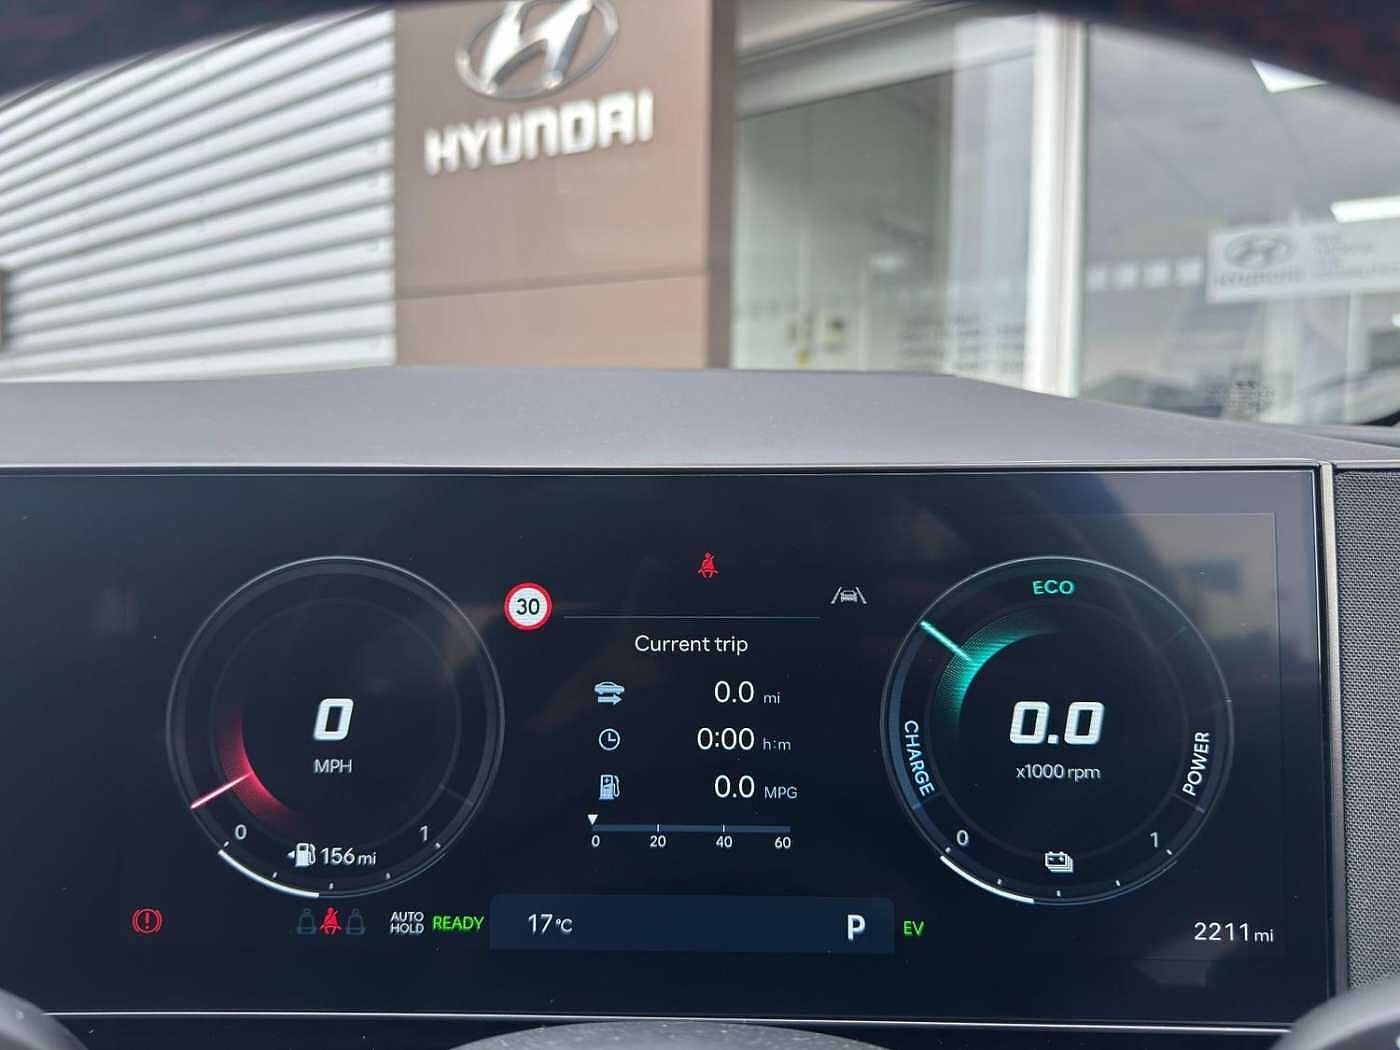 HYUNDAI
HYUNDAI
ECO
30
Current trip
0.0 mi
0:00 h:m
0.0 MPG
0 20 40 60
0
MPH
0 1
156 mi
CHARGE
0.0
x1000 rpm
POWER
0 1
AUTO
HOLD
READY
17°C
P
EV
2211 mi